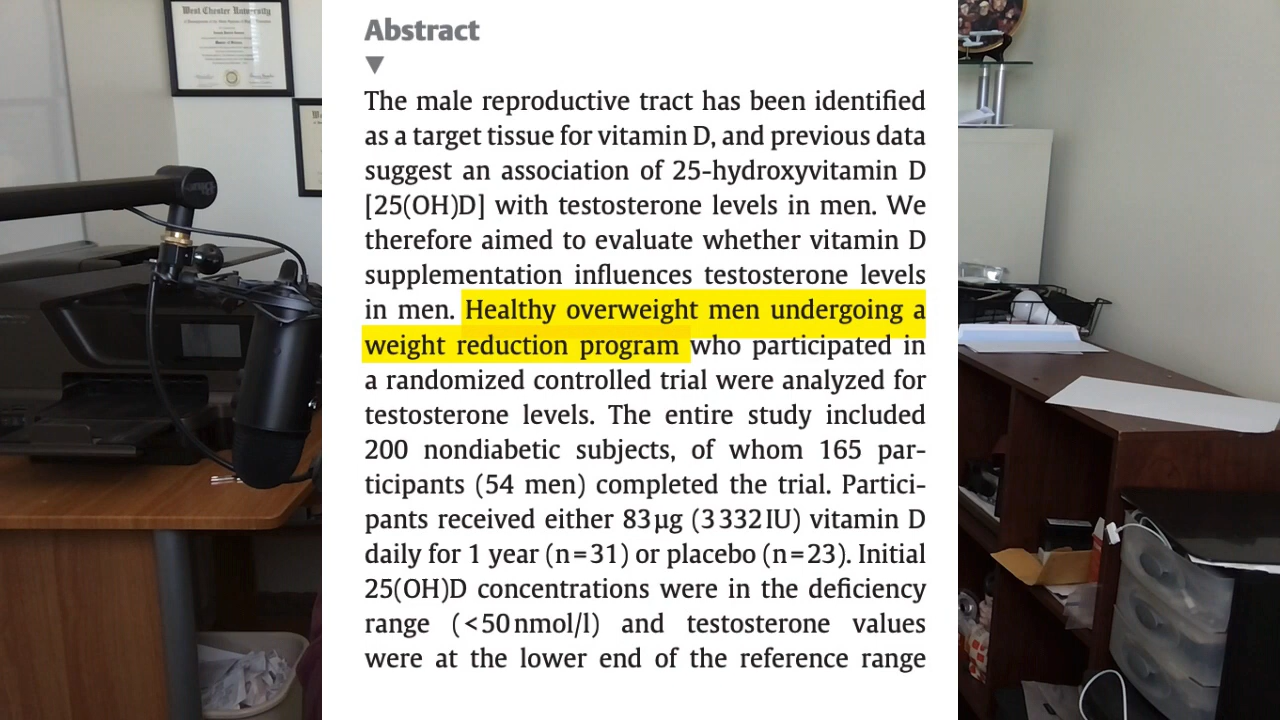 West Chester University
Abstract
The male reproductive tract has been identified
as a target tissue for vitamin D, and previous data
suggest an association of 25-hydroxyvitamin D
[25(OH)D] with testosterone levels in men. We
therefore aimed to evaluate whether vitamin D
supplementation influences testosterone levels
in men. Healthy overweight men undergoing a
weight reduction program who participated in
a randomized controlled trial were analyzed for
testosterone levels. The entire study included
200 nondiabetic subjects, of whom 165 par-
ticipants (54 men) completed the trial. Partici-
pants received either 83µg (3332IU) vitamin D
daily for 1 year (n=31) or placebo (n=23). Initial
25(OH)D concentrations were in the deficiency
range (<50nmol/l) and testosterone values
were at the lower end of the reference range